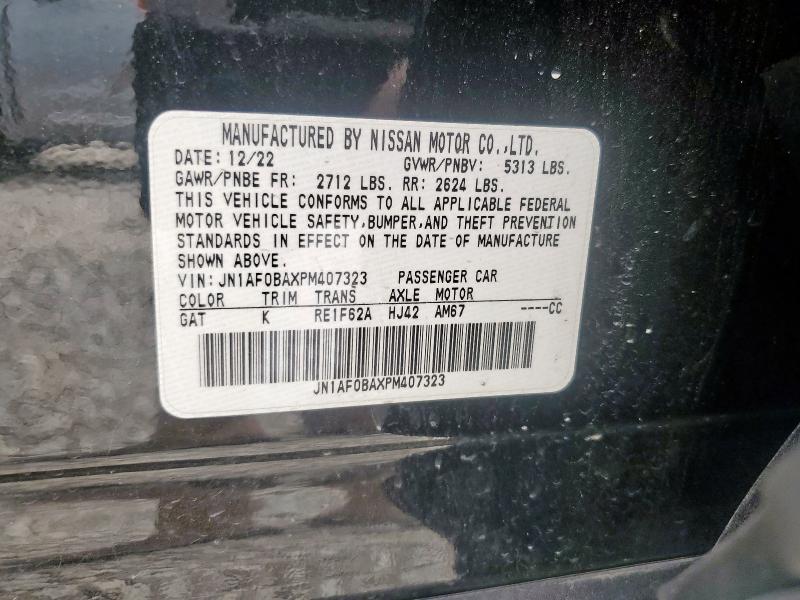 MANUFACTURED BY NISSAN MOTOR CO.,LTD.
DATE: 12/22 GVWR/PNBV: 5313 LBS.
GAWR/PNBE FR: 2712 LBS. RR: 2624 LBS.
THIS VEHICLE CONFORMS TO ALL APPLICABLE FEDERAL
MOTOR VEHICLE SAFETY,BUMPER,AND THEFT PREVENTION
STANDARDS IN EFFECT ON THE DATE OF MANUFACTURE
SHOWN ABOVE.
VIN: JN1AF0BAXPM407323 PASSENGER CAR
COLOR TRIM TRANS AXLE MOTOR
GAT K RE1F62A HJ42 AM67 ----CC
JN1AF0BAXPM407323